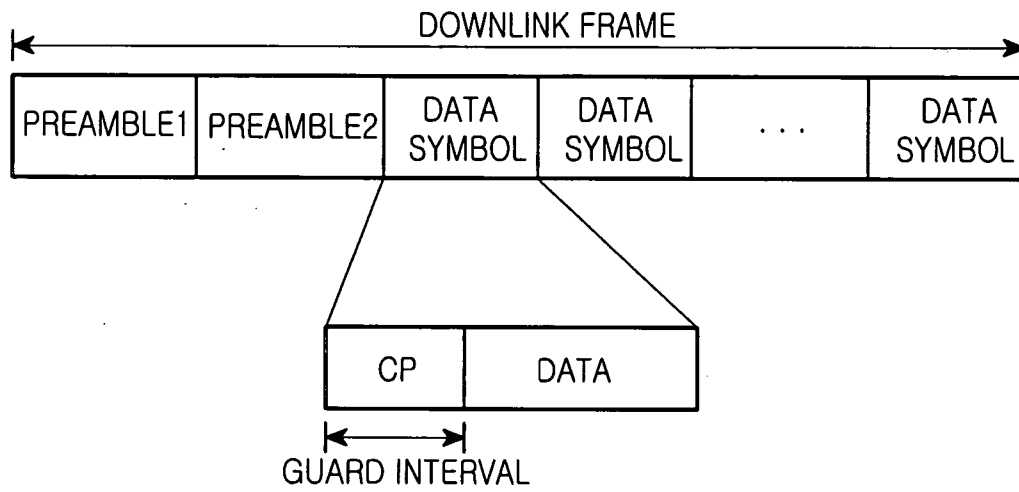 DOWNLINK FRAME
PREAMBLE1 PREAMBLE2 DATA SYMBOL DATA SYMBOL ... DATA SYMBOL
CP DATA
GUARD INTERVAL